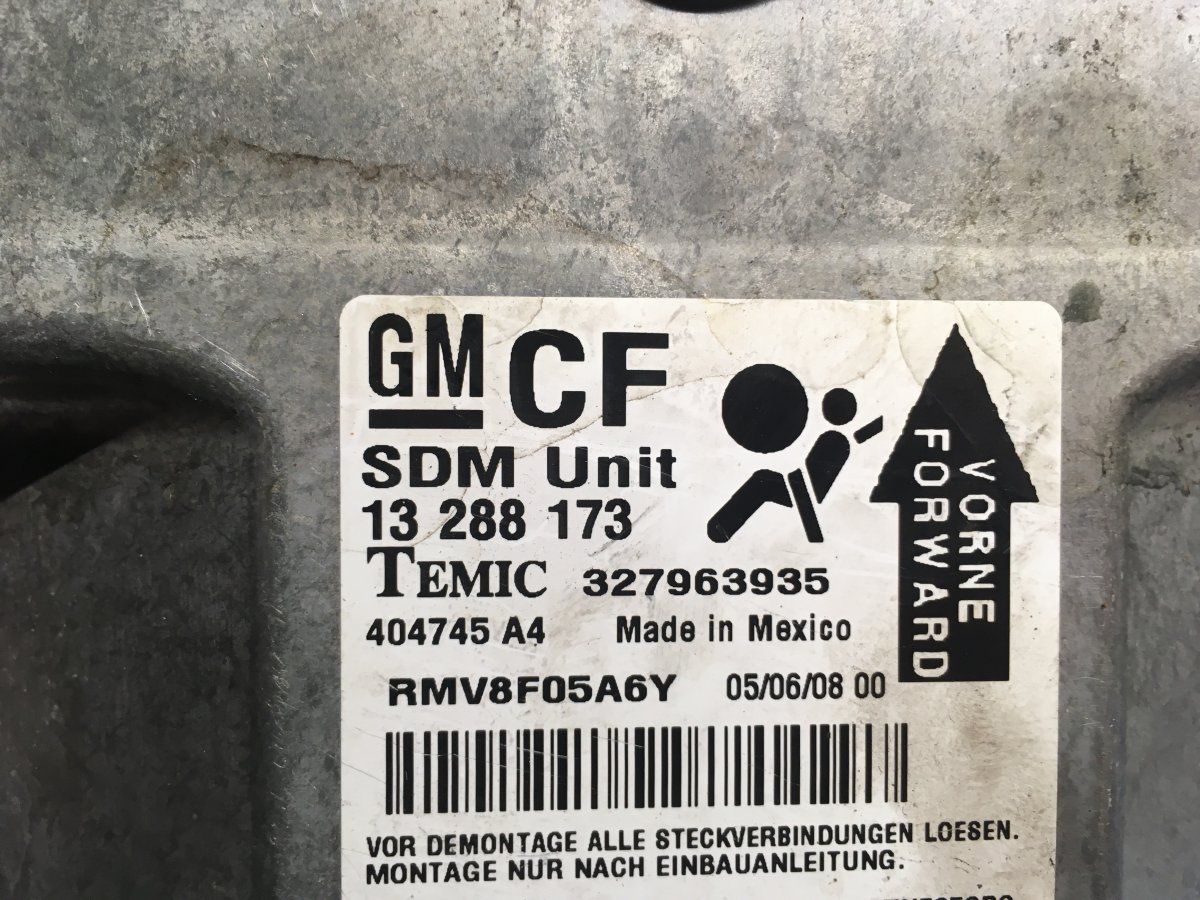 GM CF
SDM Unit
13 288 173
TEMIC 327963935
404745 A4 Made in Mexico
RMV8F05A6Y 05/06/08 00
VORNE
FORWARD
VOR DEMONTAGE ALLE STECKVERBINDUNGEN LOESEN.
MONTAGE NUR NACH EINBAUANLEITUNG.